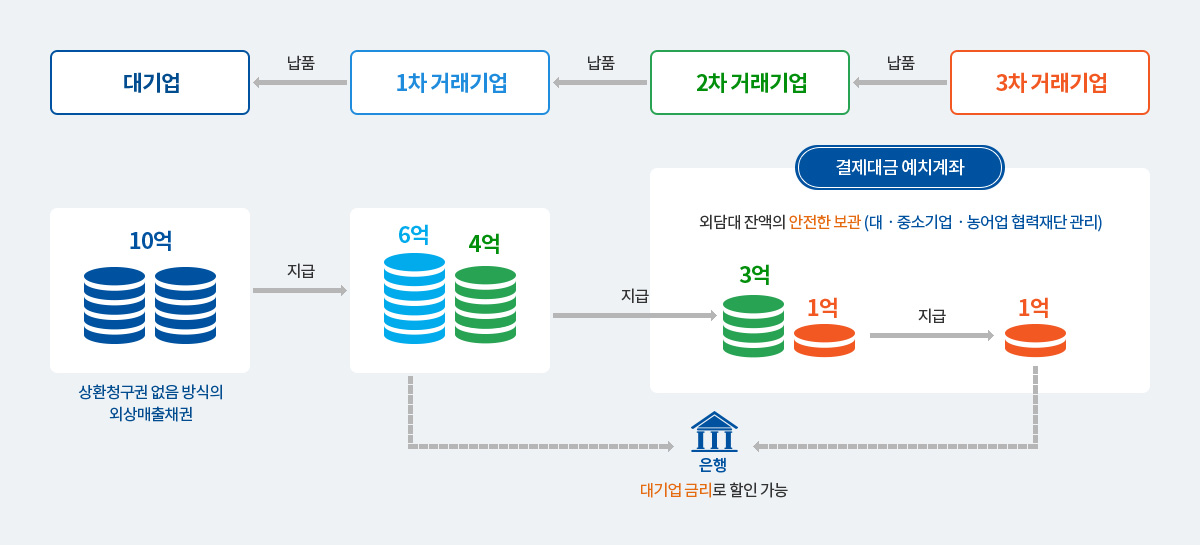 납품
납품
납품
대기업
1차 거래기업
2차 거래기업
3차 거래기업
결제대금 예치계좌
외담대 잔액의 안전한 보관 (대ㆍ중소기업ㆍ농어업 협력재단 관리)
10억
6억
4억
3억
1억
1억
지급
지급
지급
상환청구권 없음 방식의
외상매출채권
은행
대기업 금리로 할인 가능